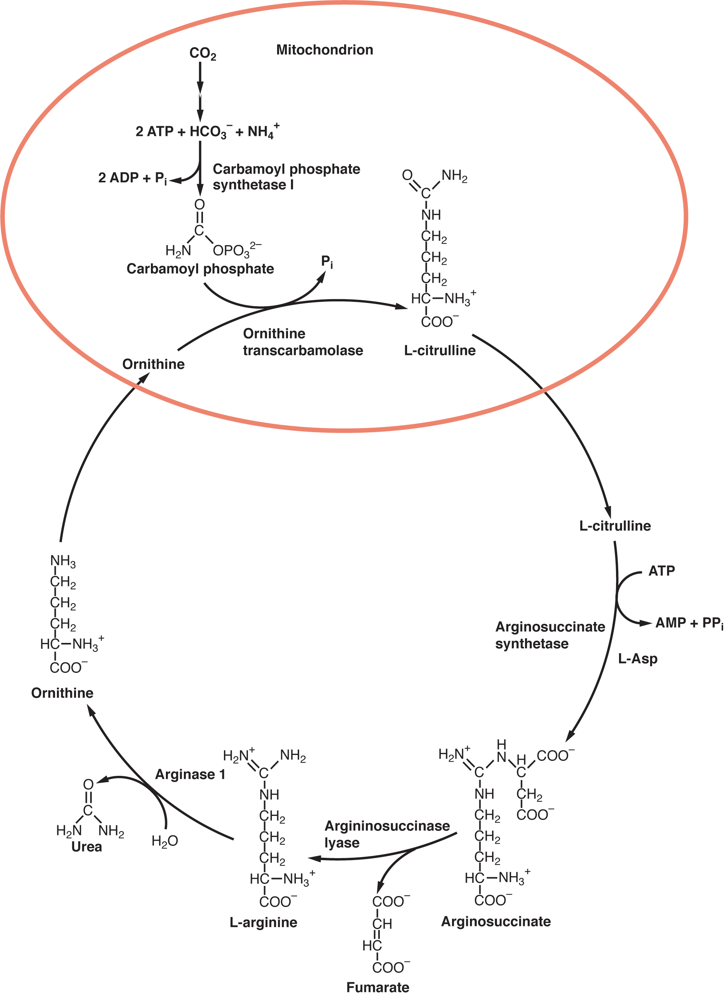 Mitochondrion
CO₂
2 ATP + HCO₃⁻ + NH₄⁺
2 ADP + Pᵢ
Carbamoyl phosphate
synthetase I
O
C
H₂N
OPO₃²⁻
Carbamoyl phosphate
Pᵢ
O
NH₂
C
NH
CH₂
CH₂
CH₂
HC—NH₃⁺
COO⁻
L-citrulline
Ornithine
transcarbamolase
Ornithine
L-citrulline
ATP
AMP + PPᵢ
Arginosuccinate
synthetase
L-Asp
NH₃
CH₂
CH₂
CH₂
HC—NH₃⁺
COO⁻
Ornithine
H₂N⁺
H
N
H
C
COO⁻
C
CH₂
COO⁻
NH
CH₂
CH₂
CH₂
HC—NH₃⁺
COO⁻
Arginosuccinate
Argininosuccinase
lyase
COO⁻
CH
HC
COO⁻
Fumarate
H₂N⁺
NH₂
C
NH
CH₂
CH₂
CH₂
HC—NH₃⁺
COO⁻
L-arginine
Arginase 1
H₂O
O
C
H₂N
NH₂
Urea